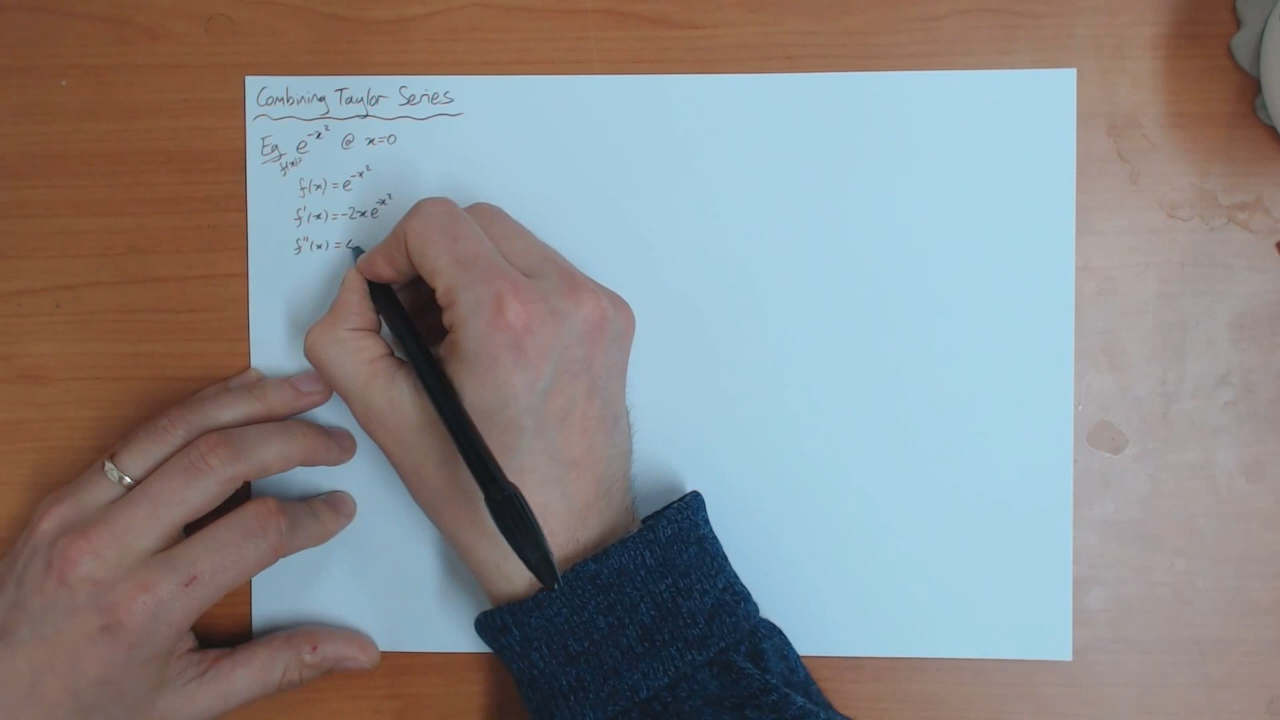 Combining Taylor Series
Eg e^{-x^2} @ x=0
f(x)=
f(x) = e^{-x^2}
f'(x) = -2xe^{-x^2}
f''(x) =